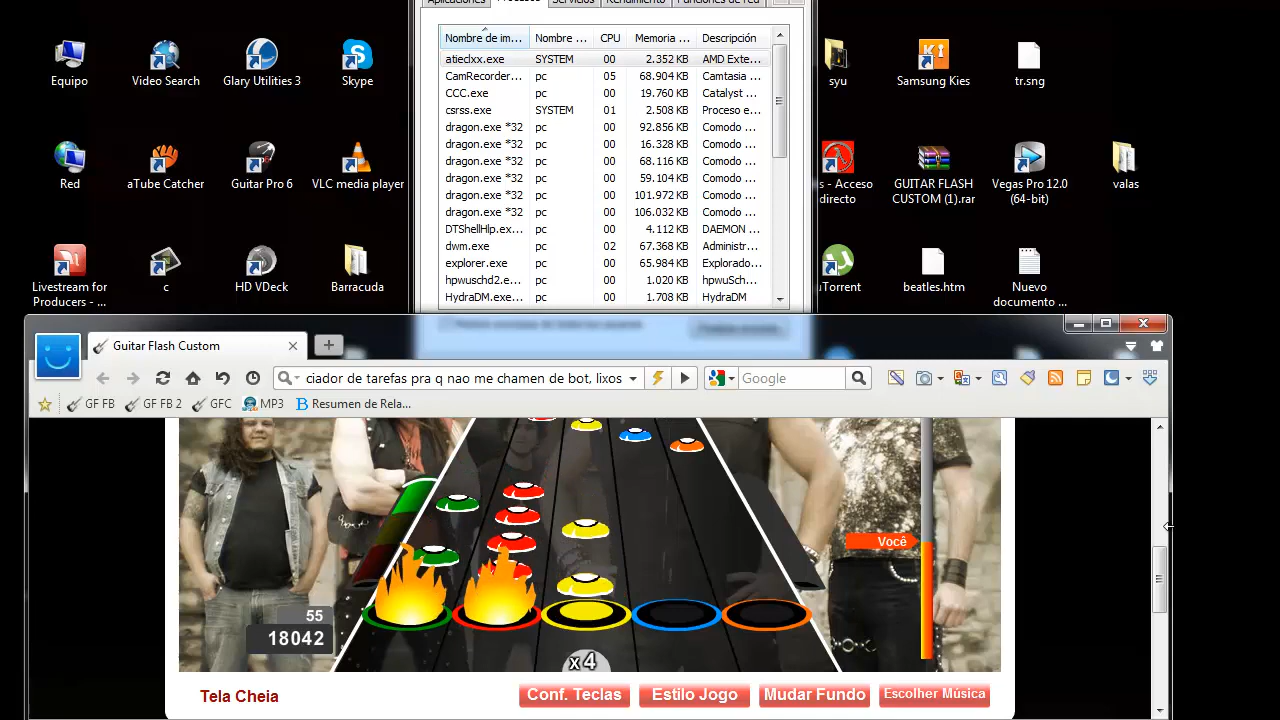 Aplicaciones Procesos Servicios Rendimiento Funciones de red
Nombre de im... Nombre ... CPU Memoria ... Descripción
atiedxx.exe SYSTEM 00 2.352 KB AMD Exte...
CamRecorder... pc 05 68.904 KB Camtasia ...
CCC.exe pc 00 19.760 KB Catalyst ...
csrss.exe SYSTEM 01 2.508 KB Proceso e...
dragon.exe *32 pc 00 92.856 KB Comodo ...
dragon.exe *32 pc 00 16.328 KB Comodo ...
dragon.exe *32 pc 00 68.116 KB Comodo ...
dragon.exe *32 pc 00 59.104 KB Comodo ...
dragon.exe *32 pc 00 101.972 KB Comodo ...
dragon.exe *32 pc 00 106.032 KB Comodo ...
DTShellHlp.ex... pc 00 4.112 KB DAEMON ...
dwm.exe pc 02 67.368 KB Administr...
explorer.exe pc 00 65.984 KB Explorado...
hpwuschd2.e... pc 00 1.020 KB hpwuSch...
HydraDM.exe... pc 00 1.708 KB HydraDM
Equipo
Video Search
Glary Utilities 3
Skype
syu
Samsung Kies
tr.sng
Red
aTube Catcher
Guitar Pro 6
VLC media player
s - Acceso
directo
GUITAR FLASH
CUSTOM (1).rar
Vegas Pro 12.0
(64-bit)
valas
Livestream for
Producers - ...
c
HD VDeck
Barracuda
uTorrent
beatles.htm
Nuevo
documento ...
Guitar Flash Custom
ciador de tarefas pra q nao me chamen de bot, lixos
Google
GF FB
GF FB 2
GFC
MP3
Resumen de Rela...
Você
55
18042
x4
Tela Cheia
Conf. Teclas
Estilo Jogo
Mudar Fundo
Escolher Música